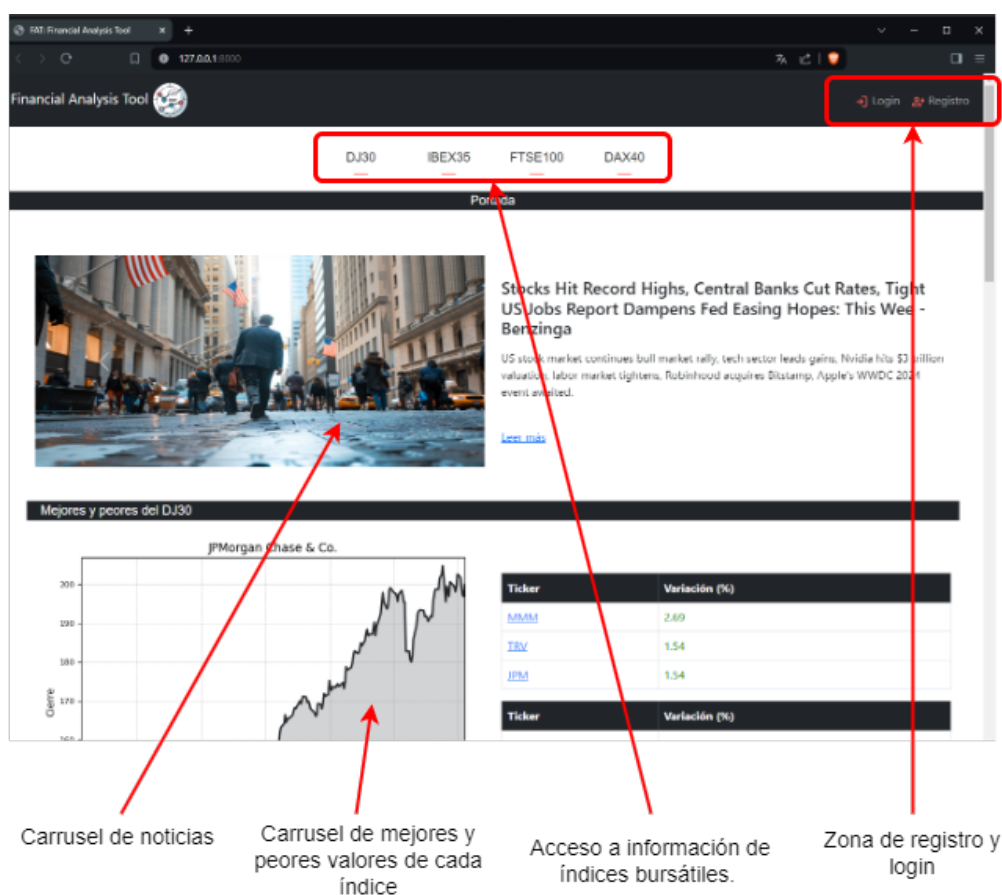 FAT: Financial Analysis Tool
127.0.0.1:8000
Financial Analysis Tool
Login Registro
DJ30 IBEX35 FTSE100 DAX40
Portada
Stocks Hit Record Highs, Central Banks Cut Rates, Tight
US Jobs Report Dampens Fed Easing Hopes: This Wee -
Benzinga
US stock market continues bull market rally, tech sector leads gains. Nvidia hits $3 trillion
valuation, labor market tightens, Robinhood acquires Bitstamp, Apple's WWDC 2024
event awaited.
Leer más
Mejores y peores del DJ30
JPMorgan Chase & Co.
200
190
180
170
160
Cierre
Ticker Variación (%)
MMM 2.69
TRV 1.54
JPM 1.54
Ticker Variación (%)
Carrusel de noticias
Carrusel de mejores y
peores valores de cada
índice
Acceso a información de
índices bursátiles.
Zona de registro y
login